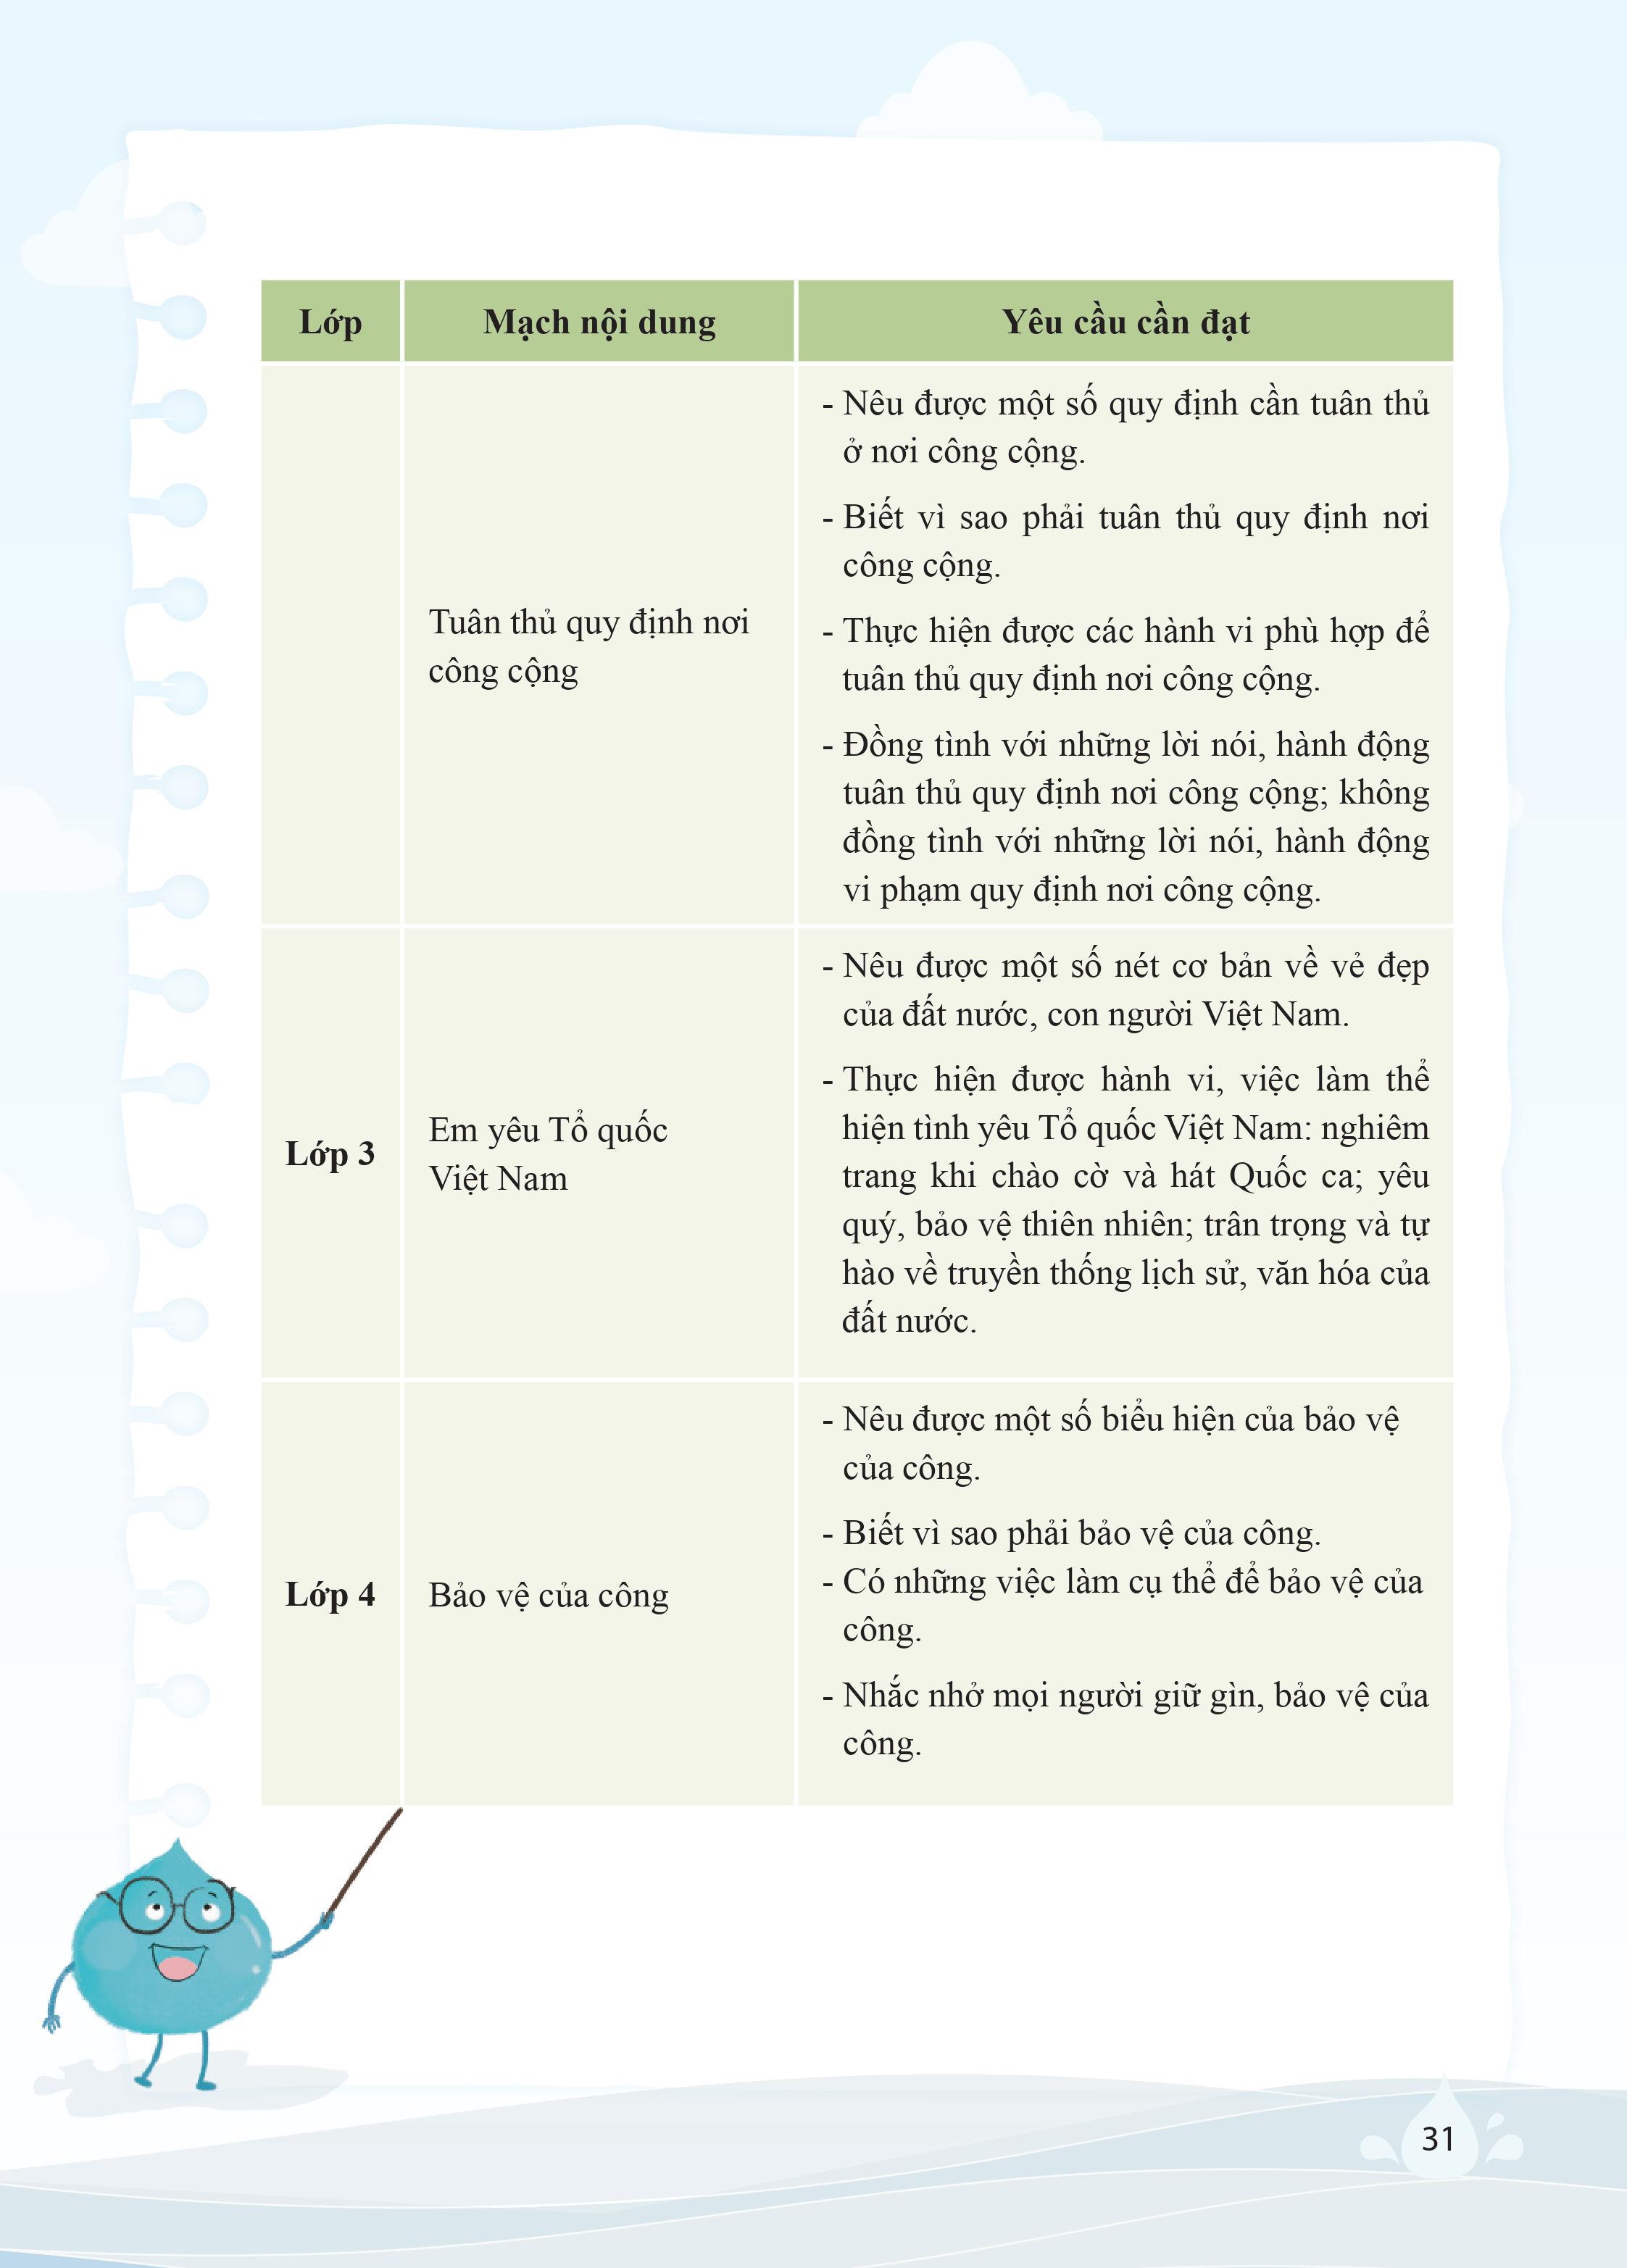 Lớp Mạch nội dung Yêu cầu cần đạt
Tuân thủ quy định nơi
công cộng
- Nêu được một số quy định cần tuân thủ
ở nơi công cộng.
- Biết vì sao phải tuân thủ quy định nơi
công cộng.
- Thực hiện được các hành vi phù hợp để
tuân thủ quy định nơi công cộng.
- Đồng tình với những lời nói, hành động
tuân thủ quy định nơi công cộng; không
đồng tình với những lời nói, hành động
vi phạm quy định nơi công cộng.
Lớp 3
Em yêu Tổ quốc
Việt Nam
- Nêu được một số nét cơ bản về vẻ đẹp
của đất nước, con người Việt Nam.
- Thực hiện được hành vi, việc làm thể
hiện tình yêu Tổ quốc Việt Nam: nghiêm
trang khi chào cờ và hát Quốc ca; yêu
quý, bảo vệ thiên nhiên; trân trọng và tự
hào về truyền thống lịch sử, văn hóa của
đất nước.
Lớp 4
Bảo vệ của công
- Nêu được một số biểu hiện của bảo vệ
của công.
- Biết vì sao phải bảo vệ của công.
- Có những việc làm cụ thể để bảo vệ của
công.
- Nhắc nhở mọi người giữ gìn, bảo vệ của
công.
31